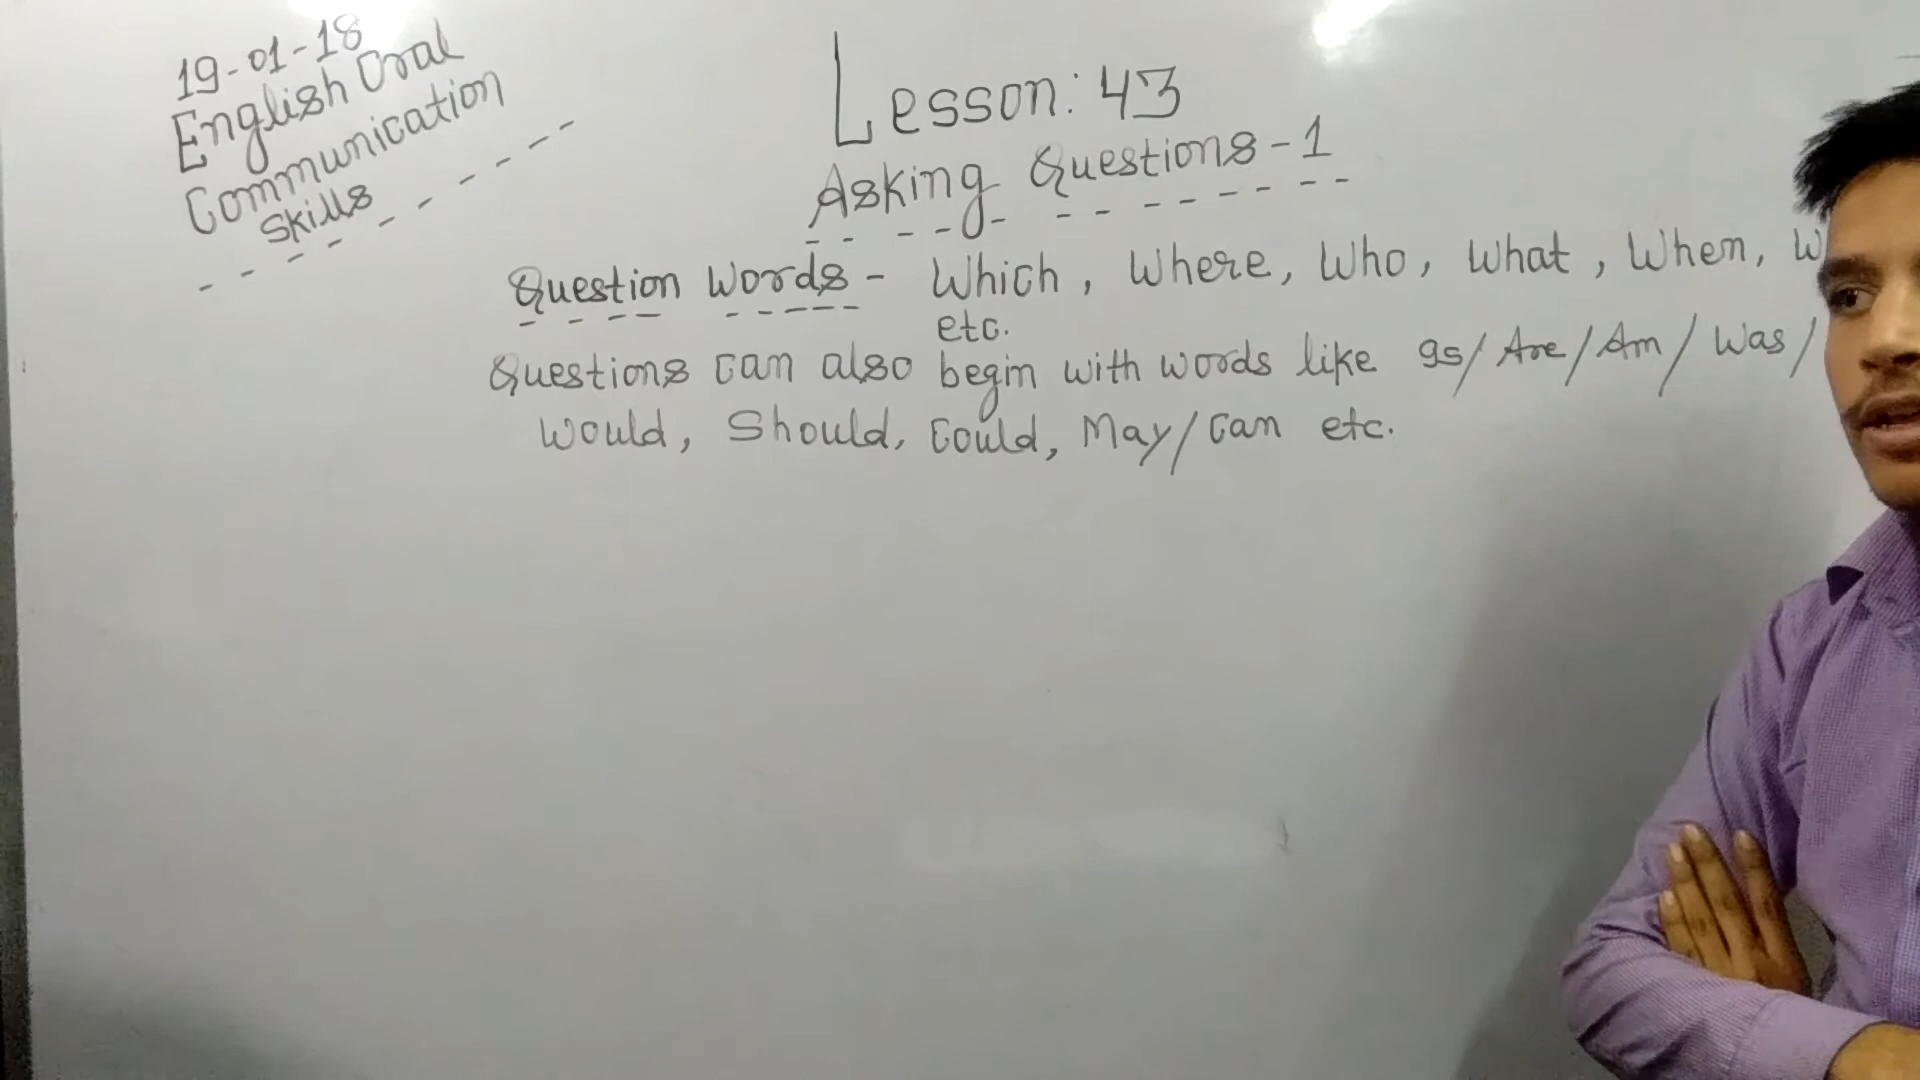 19-01-18
English Oral
Communication
Skills
Lesson: 43
Asking Questions-1
Question Words - Which, Where, Who, What, When,
etc.
Questions can also begin with words like Is/Are/Am/Was/
Would, Should, Could, May/Can etc.